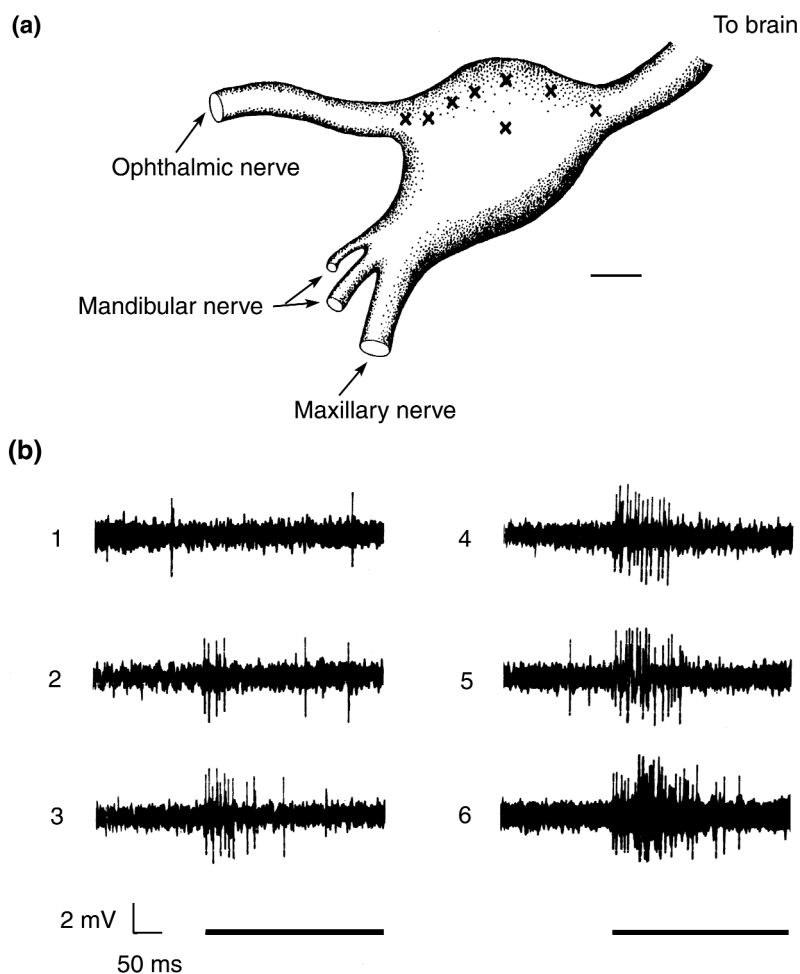 (a)
To brain
Ophthalmic nerve
Mandibular nerve
Maxillary nerve
(b)
1
4
2
5
3
6
2 mV
50 ms